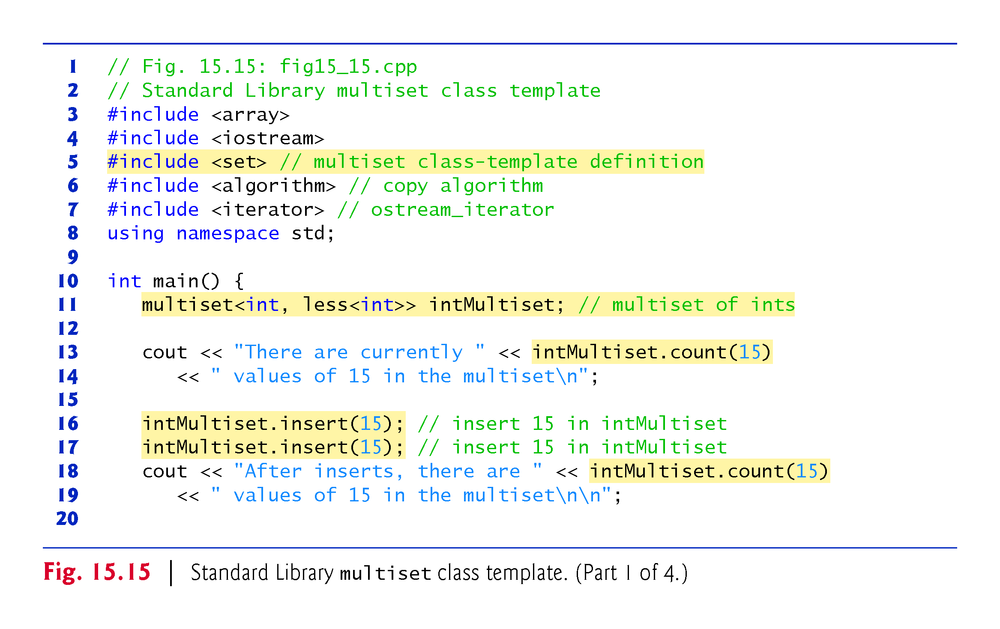 1 // Fig. 15.15: fig15_15.cpp
2 // Standard Library multiset class template
3 #include <array>
4 #include <iostream>
5 #include <set> // multiset class-template definition
6 #include <algorithm> // copy algorithm
7 #include <iterator> // ostream_iterator
8 using namespace std;
9
10 int main() {
11    multiset<int, less<int>> intMultiset; // multiset of ints
12
13    cout << "There are currently " << intMultiset.count(15)
14       << " values of 15 in the multiset\n";
15
16    intMultiset.insert(15); // insert 15 in intMultiset
17    intMultiset.insert(15); // insert 15 in intMultiset
18    cout << "After inserts, there are " << intMultiset.count(15)
19       << " values of 15 in the multiset\n\n";
20
Fig. 15.15 | Standard Library multiset class template. (Part 1 of 4.)